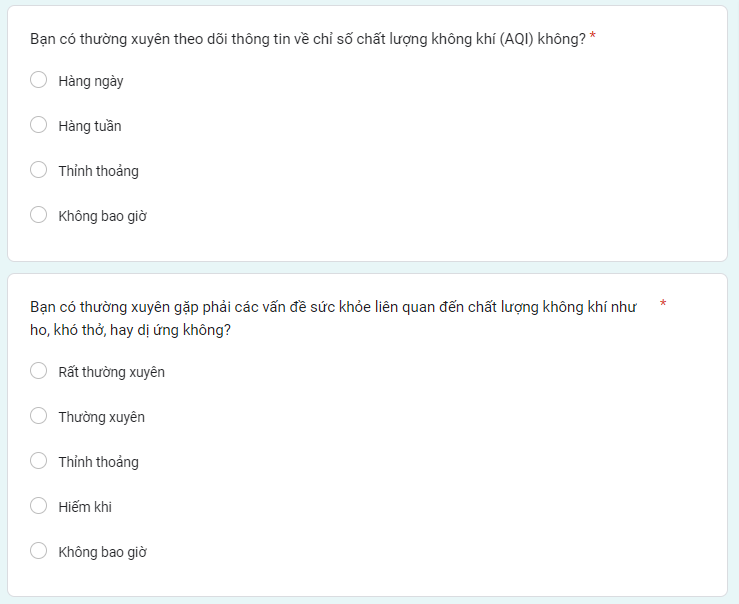 Bạn có thường xuyên theo dõi thông tin về chỉ số chất lượng không khí (AQI) không? *
Hàng ngày
Hàng tuần
Thỉnh thoảng
Không bao giờ
Bạn có thường xuyên gặp phải các vấn đề sức khỏe liên quan đến chất lượng không khí như *
ho, khó thở, hay dị ứng không?
Rất thường xuyên
Thường xuyên
Thỉnh thoảng
Hiếm khi
Không bao giờ